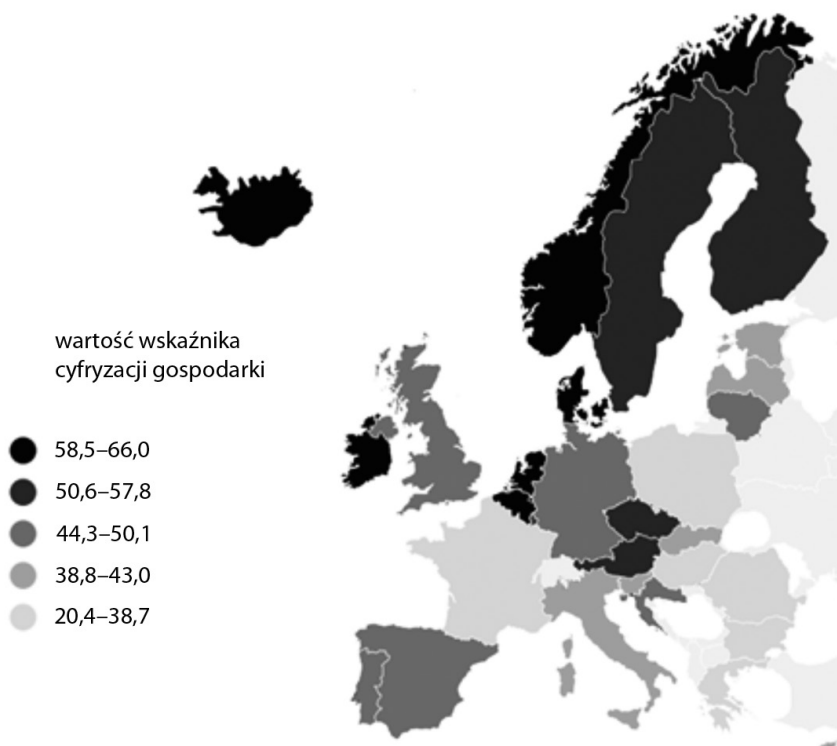 wartość wskaźnika
cyfryzacji gospodarki
58,5–66,0
50,6–57,8
44,3–50,1
38,8–43,0
20,4–38,7